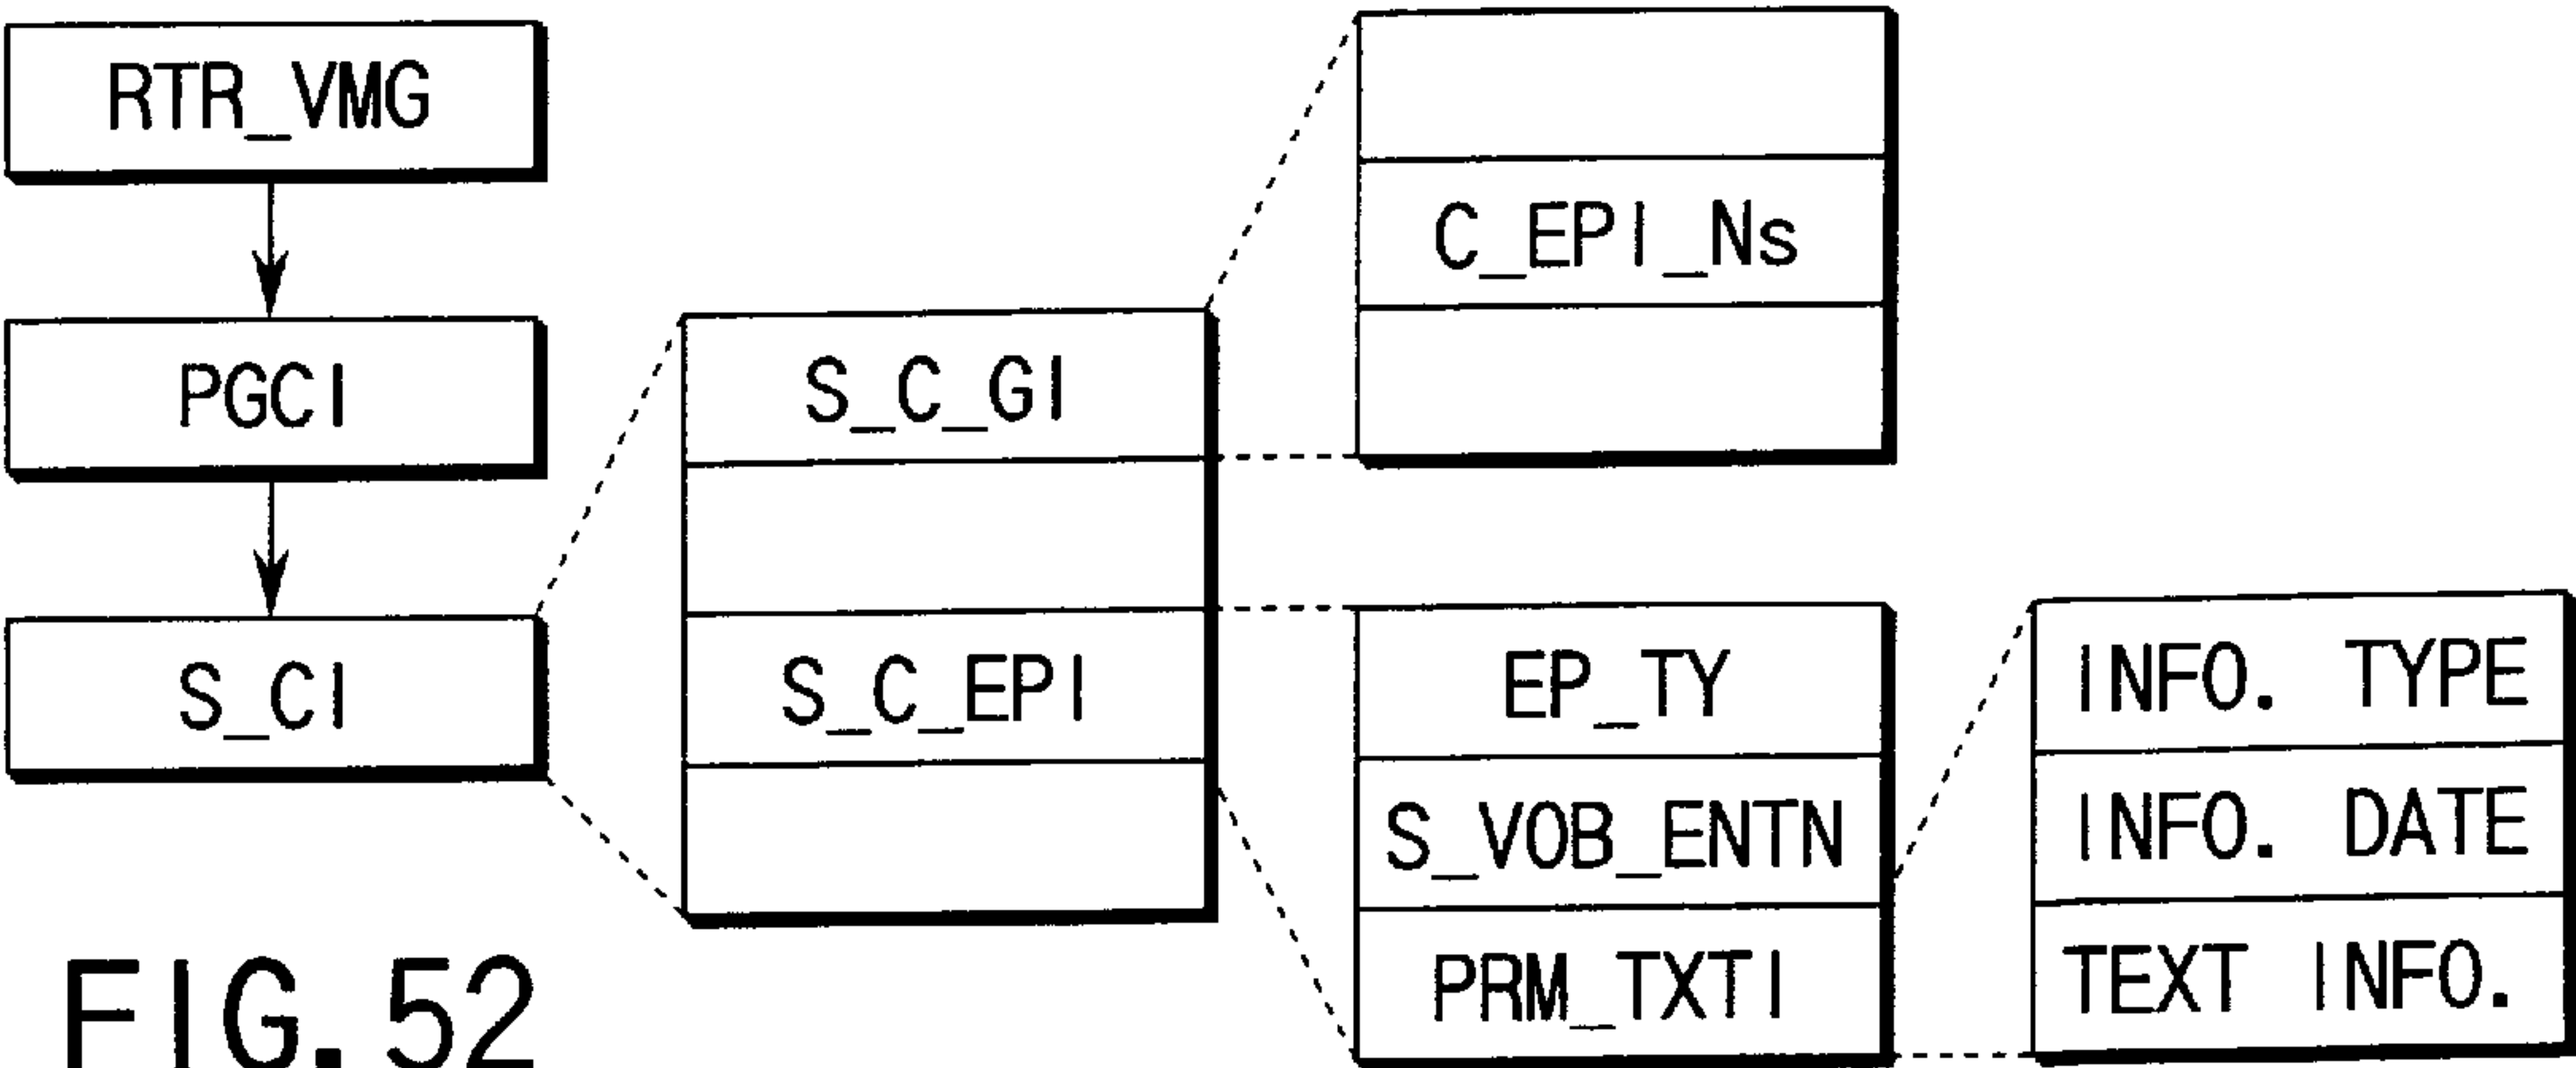 RTR_VMG
PGCI
S_CI
S_C_GI
S_C_EPI
C_EPI_Ns
EP_TY
S_VOB_ENTN
PRM_TXTI
INFO. TYPE
INFO. DATE
TEXT INFO.
FIG. 52